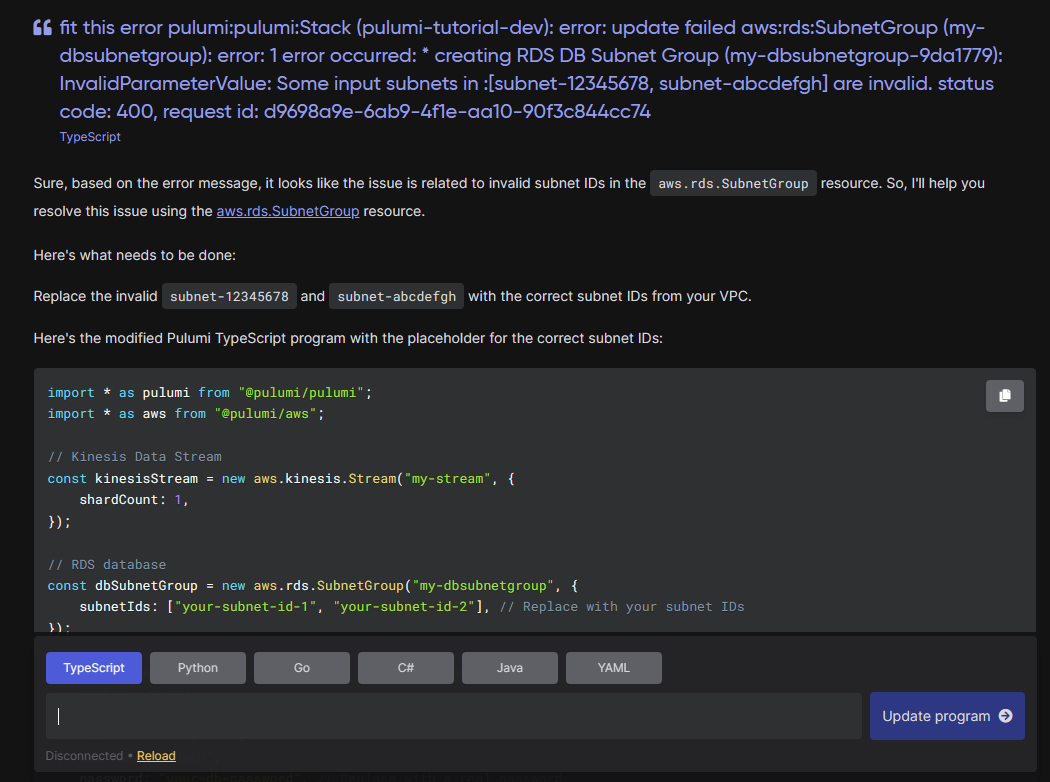 fit this error pulumi:pulumi:Stack (pulumi-tutorial-dev): error: update failed aws:rds:SubnetGroup (my-
dbsubnetgroup): error: 1 error occurred: * creating RDS DB Subnet Group (my-dbsubnetgroup-9da1779):
InvalidParameterValue: Some input subnets in :[subnet-12345678, subnet-abcdefgh] are invalid. status
code: 400, request id: d9698a9e-6ab9-4f1e-aa10-90f3c844cc74
TypeScript
Sure, based on the error message, it looks like the issue is related to invalid subnet IDs in the aws.rds.SubnetGroup resource. So, I'll help you
resolve this issue using the aws.rds.SubnetGroup resource.
Here's what needs to be done:
Replace the invalid subnet-12345678 and subnet-abcdefgh with the correct subnet IDs from your VPC.
Here's the modified Pulumi TypeScript program with the placeholder for the correct subnet IDs:
import * as pulumi from "@pulumi/pulumi";
import * as aws from "@pulumi/aws";
// Kinesis Data Stream
const kinesisStream = new aws.kinesis.Stream("my-stream", {
    shardCount: 1,
});
// RDS database
const dbSubnetGroup = new aws.rds.SubnetGroup("my-dbsubnetgroup", {
    subnetIds: ["your-subnet-id-1", "your-subnet-id-2"], // Replace with your subnet IDs
});
TypeScript Python Go C# Java YAML
Update program
Disconnected • Reload